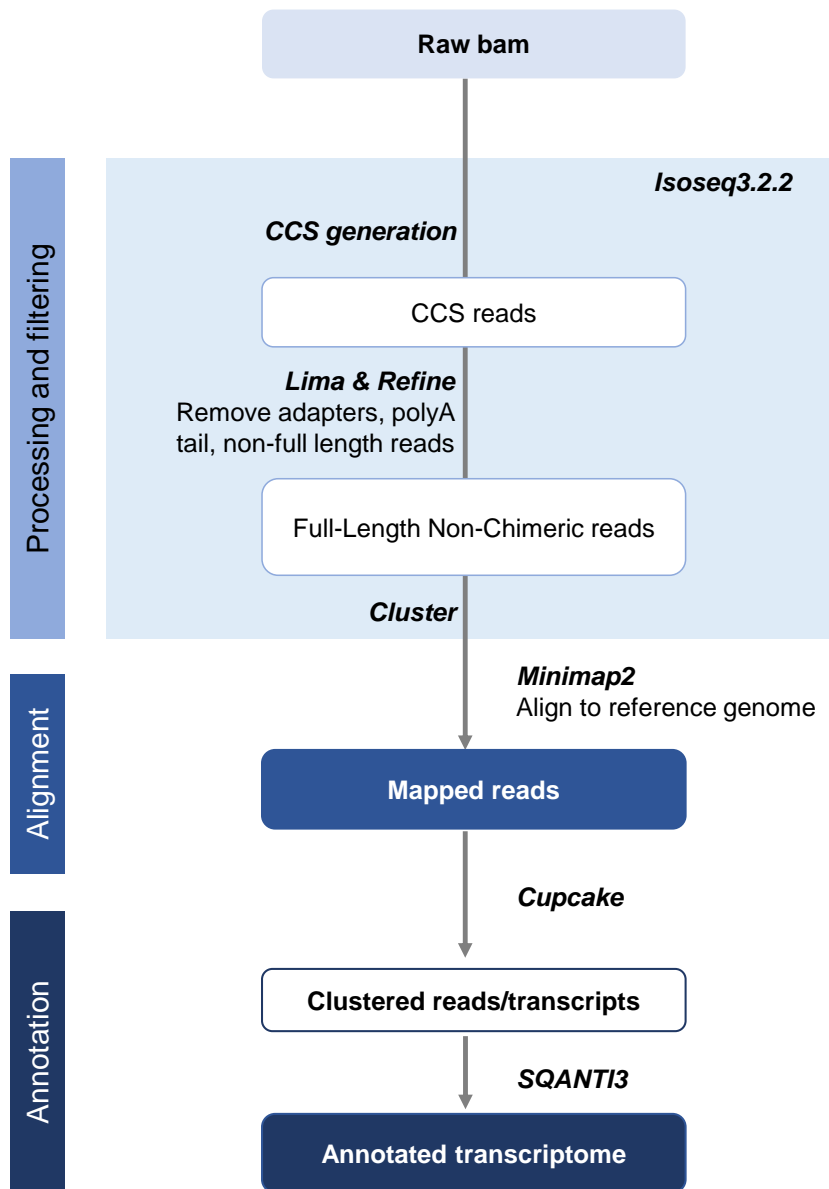 Raw bam
Processing and filtering
Isoseq3.2.2
CCS generation
CCS reads
Lima & Refine
Remove adapters, polyA
tail, non-full length reads
Full-Length Non-Chimeric reads
Cluster
Alignment
Minimap2
Align to reference genome
Mapped reads
Cupcake
Annotation
Clustered reads/transcripts
SQANTI3
Annotated transcriptome